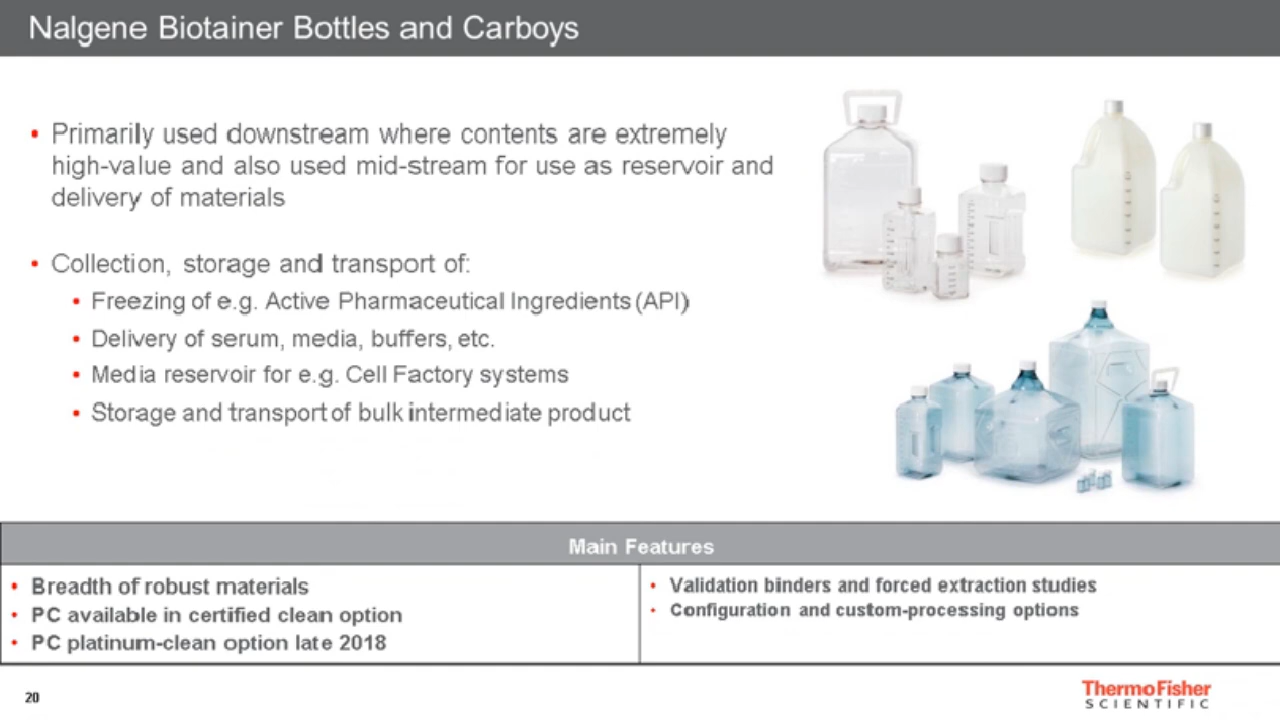 Nalgene Biotainer Bottles and Carboys
• Primarily used downstream where contents are extremely
high-value and also used mid-stream for use as reservoir and
delivery of materials
• Collection, storage and transport of:
• Freezing of e.g. Active Pharmaceutical Ingredients (API)
• Delivery of serum, media, buffers, etc.
• Media reservoir for e.g. Cell Factory systems
• Storage and transport of bulk intermediate product
Main Features
• Breadth of robust materials
• PC available in certified clean option
• PC platinum-clean option late 2018
• Validation binders and forced extraction studies
• Configuration and custom-processing options
20
ThermoFisher
SCIENTIFIC